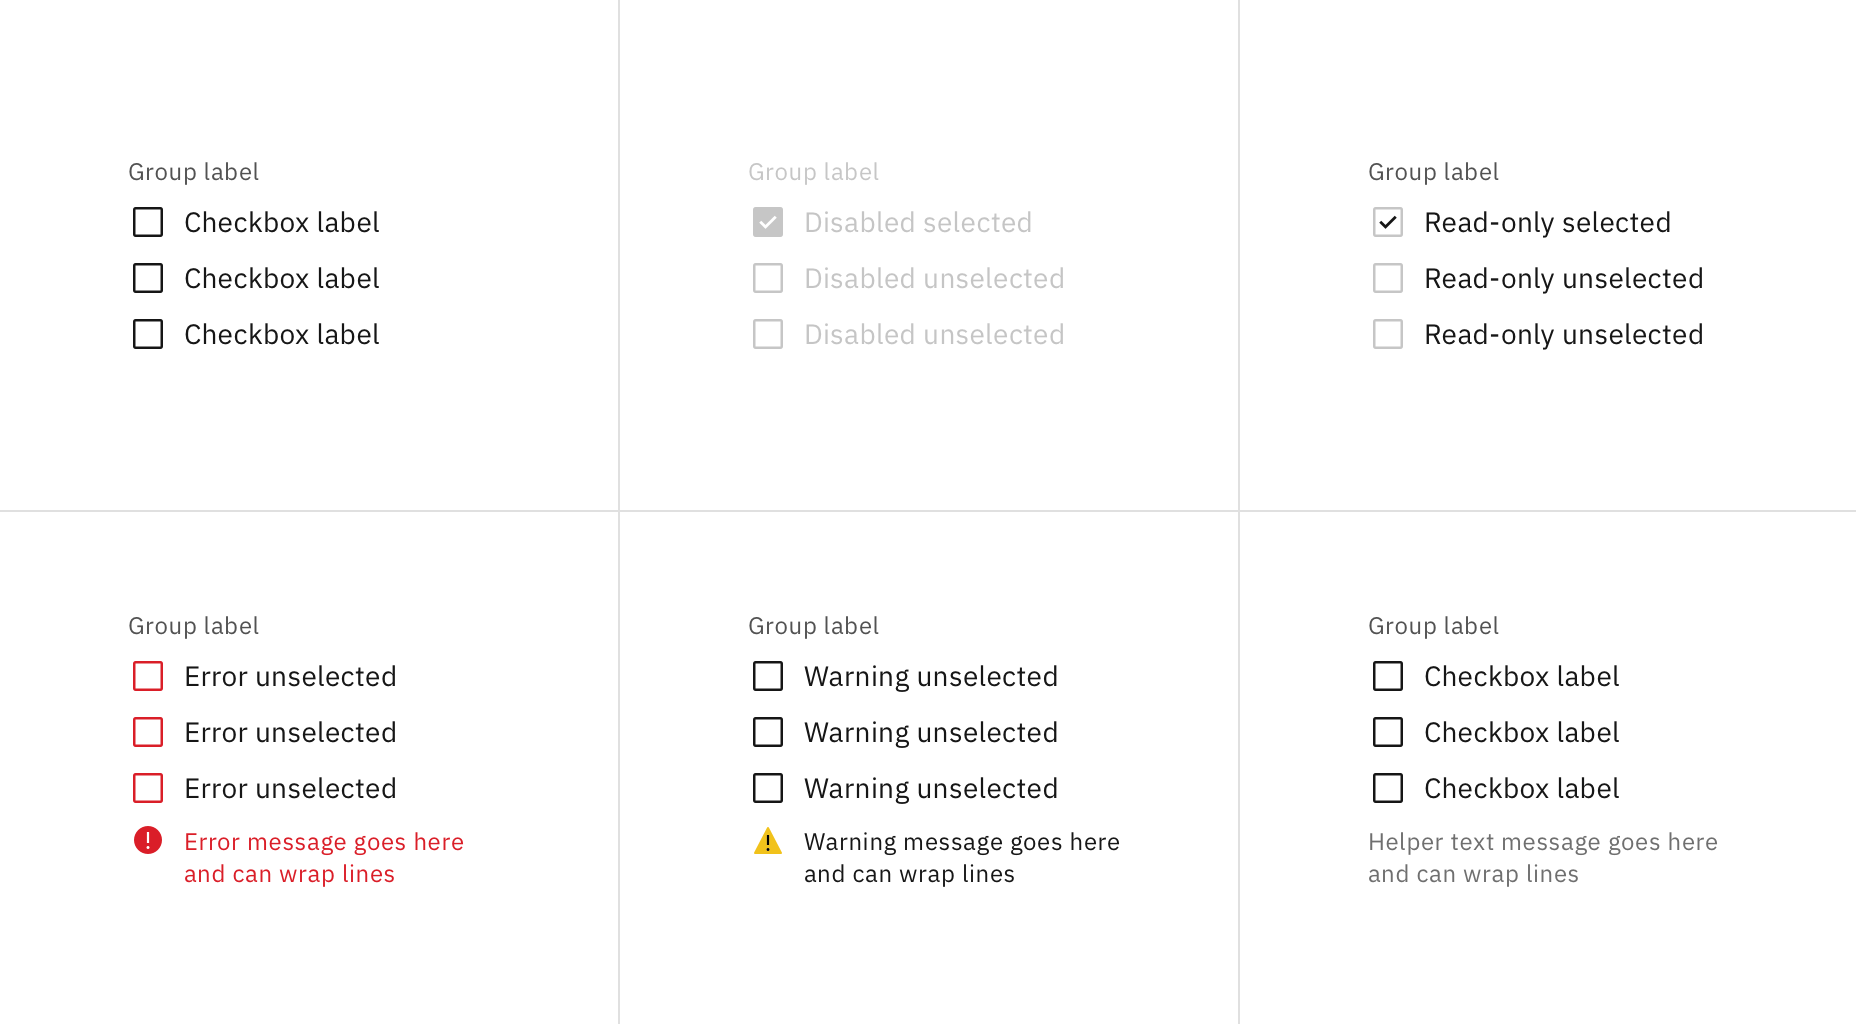 Group label
Checkbox label
Checkbox label
Checkbox label
Group label
Disabled selected
Disabled unselected
Disabled unselected
Group label
Read-only selected
Read-only unselected
Read-only unselected
Group label
Error unselected
Error unselected
Error unselected
Error message goes here
and can wrap lines
Group label
Warning unselected
Warning unselected
Warning unselected
Warning message goes here
and can wrap lines
Group label
Checkbox label
Checkbox label
Checkbox label
Helper text message goes here
and can wrap lines